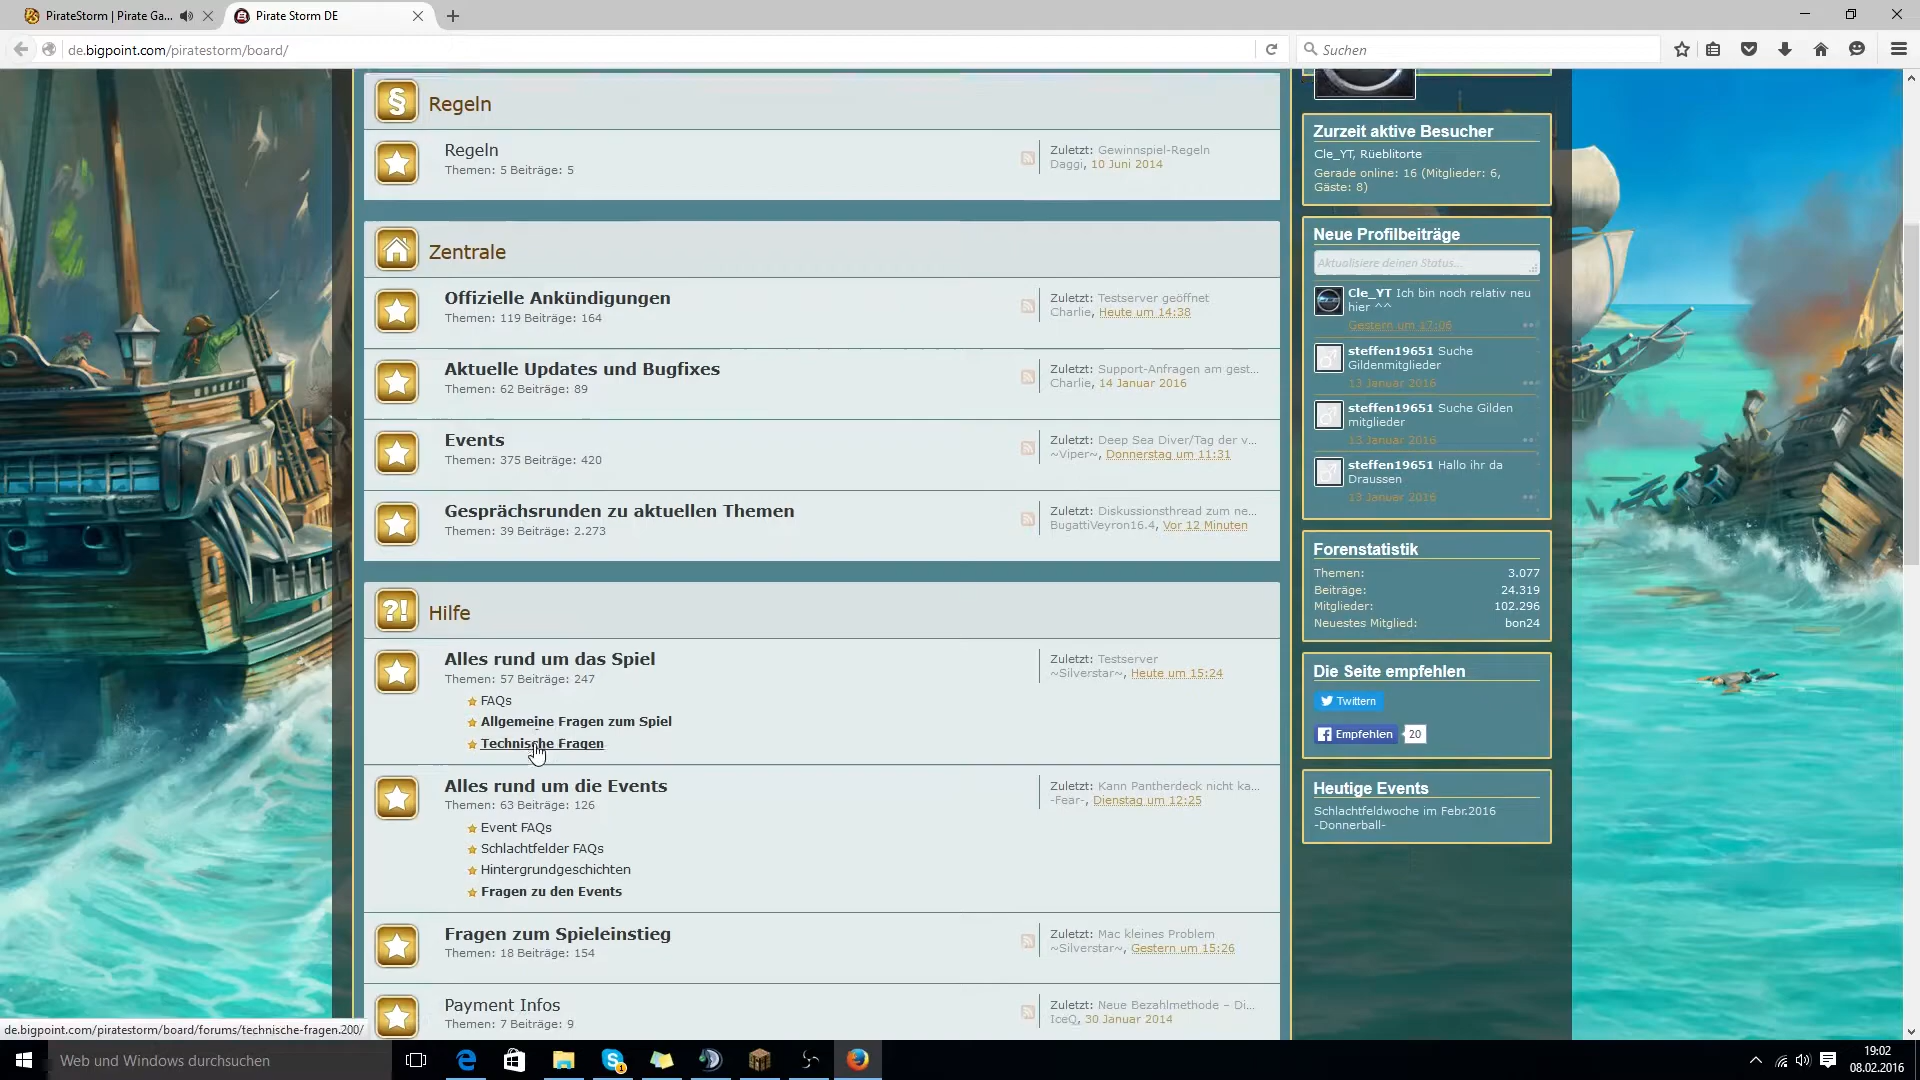 PirateStorm | Pirate Ga...
Pirate Storm DE
de.bigpoint.com/piratestorm/board/
Suchen
Regeln
Regeln
Themen: 5 Beiträge: 5
Zuletzt: Gewinnspiel-Regeln
Daggi, 10 Juni 2014
Zentrale
Offizielle Ankündigungen
Themen: 119 Beiträge: 164
Zuletzt: Testserver geöffnet
Charlie, Heute um 14:38
Aktuelle Updates und Bugfixes
Themen: 62 Beiträge: 89
Zuletzt: Support-Anfragen am gest...
Charlie, 14 Januar 2016
Events
Themen: 375 Beiträge: 420
Zuletzt: Deep Sea Diver/Tag der v...
~Viper~, Donnerstag um 11:31
Gesprächsrunden zu aktuellen Themen
Themen: 39 Beiträge: 2.273
Zuletzt: Diskussionsthread zum ne...
BugattiVeyron16.4, Vor 12 Minuten
Hilfe
Alles rund um das Spiel
Themen: 57 Beiträge: 247
Zuletzt: Testserver
~Silverstar~, Heute um 15:24
FAQs
Allgemeine Fragen zum Spiel
Technische Fragen
Alles rund um die Events
Themen: 63 Beiträge: 126
Zuletzt: Kann Pantherdeck nicht ka...
-Fear-, Dienstag um 12:25
Event FAQs
Schlachtfelder FAQs
Hintergrundgeschichten
Fragen zu den Events
Fragen zum Spieleinstieg
Themen: 18 Beiträge: 154
Zuletzt: Mac kleines Problem
~Silverstar~, Gestern um 15:26
Payment Infos
Themen: 7 Beiträge: 9
Zuletzt: Neue Bezahlmethode – Di...
IceQ, 30 Januar 2014
Zurzeit aktive Besucher
Cle_YT, Rüeblitorte
Gerade online: 16 (Mitglieder: 6,
Gäste: 8)
Neue Profilbeiträge
Aktualisiere deinen Status...
Cle_YT Ich bin noch relativ neu
hier ^^
Gestern um 17:06
steffen19651 Suche
Gildenmitglieder
13 Januar 2016
steffen19651 Suche Gilden
mitglieder
13 Januar 2016
steffen19651 Hallo ihr da
Draussen
13 Januar 2016
Forenstatistik
Themen: 3.077
Beiträge: 24.319
Mitglieder: 102.296
Neuestes Mitglied: bon24
Die Seite empfehlen
Twittern
Empfehlen 20
Heutige Events
Schlachtfeldwoche im Febr.2016
-Donnerball-
de.bigpoint.com/piratestorm/board/forums/technische-fragen.200/
Web und Windows durchsuchen
19:02
08.02.2016